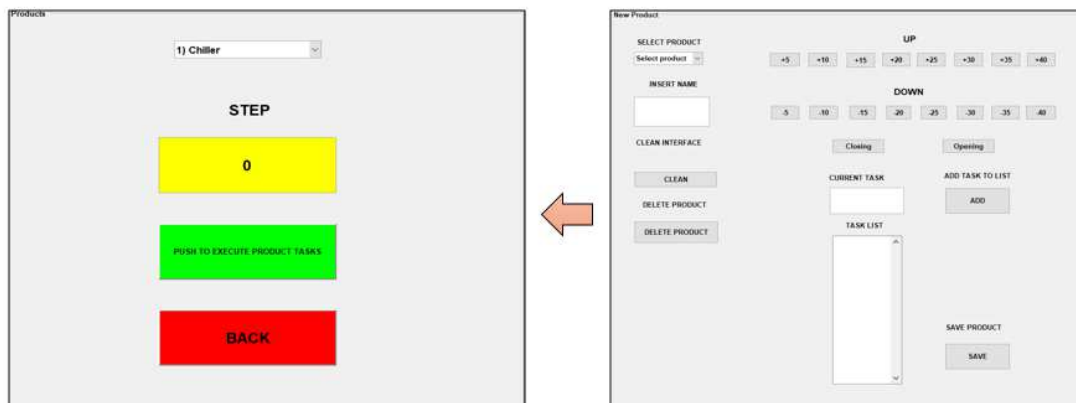 Products
1) Chiller
STEP
0
PUSH TO EXECUTE PRODUCT TASKS
BACK
New Product
SELECT PRODUCT
Select product
INSERT NAME
CLEAN INTERFACE
CLEAN
DELETE PRODUCT
DELETE PRODUCT
UP
+5 +10 +15 +20 +25 +30 +35 +40
DOWN
-5 -10 -15 -20 -25 -30 -35 -40
Closing Opening
CURRENT TASK
ADD TASK TO LIST
ADD
TASK LIST
SAVE PRODUCT
SAVE